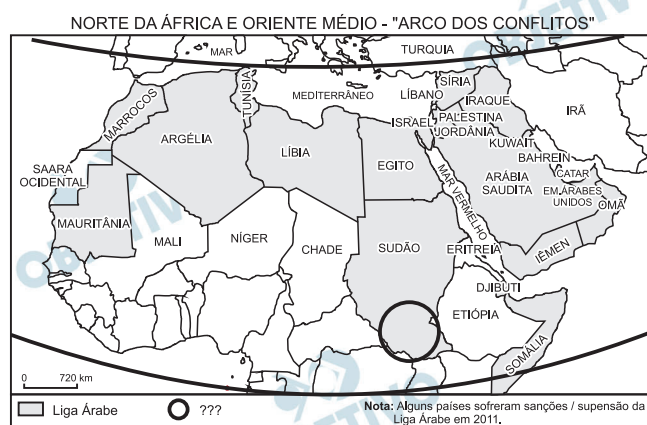 NORTE DA ÁFRICA E ORIENTE MÉDIO - "ARCO DOS CONFLITOS"
OBJETIVO
MAR
TURQUIA
TUNÍSIA
MEDITERRÂNEO
SÍRIA
LÍBANO
IRAQUE
IRÃ
MARROCOS
ISRAEL
PALESTINA
JORDÂNIA
ARGÉLIA
LÍBIA
EGITO
KUWAIT
BAHREIN
CATAR
SAARA
OCIDENTAL
ARÁBIA
SAUDITA
EM.ÁRABES
UNIDOS
OMÃ
MAR VERMELHO
MAURITÂNIA
MALI
NÍGER
CHADE
SUDÃO
ERITREIA
IÊMEN
OBJETIVO
DJIBUTI
ETIÓPIA
SOMÁLIA
0 720 km
OBJETIVO
Liga Árabe
???
Nota: Alguns países sofreram sanções / supensão da
Liga Árabe em 2011.